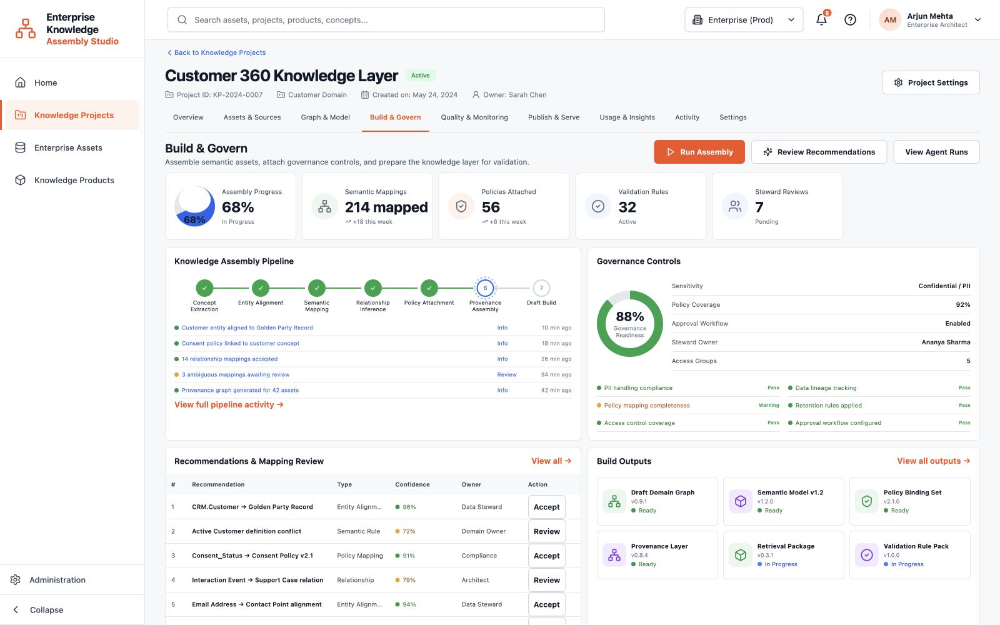 Enterprise
Knowledge
Assembly Studio
Search assets, projects, products, concepts...
Enterprise (Prod)
5
AM
Arjun Mehta
Enterprise Architect
Home
Knowledge Projects
Enterprise Assets
Knowledge Products
Administration
Collapse
Back to Knowledge Projects
Customer 360 Knowledge Layer
Active
Project Settings
Project ID: KP-2024-0007
Customer Domain
Created on: May 24, 2024
Owner: Sarah Chen
Overview
Assets & Sources
Graph & Model
Build & Govern
Quality & Monitoring
Publish & Serve
Usage & Insights
Activity
Settings
Build & Govern
Assemble semantic assets, attach governance controls, and prepare the knowledge layer for validation.
Run Assembly
Review Recommendations
View Agent Runs
68%
Assembly Progress
68%
In Progress
Semantic Mappings
214 mapped
+18 this week
Policies Attached
56
+6 this week
Validation Rules
32
Active
Steward Reviews
7
Pending
Knowledge Assembly Pipeline
6
7
Concept
Extraction
Entity Alignment
Semantic
Mapping
Relationship
Inference
Policy Attachment
Provenance
Assembly
Draft Build
Customer entity aligned to Golden Party Record Info 10 min ago
Consent policy linked to customer concept Info 18 min ago
14 relationship mappings accepted Info 26 min ago
3 ambiguous mappings awaiting review Review 34 min ago
Provenance graph generated for 42 assets Info 42 min ago
View full pipeline activity →
Governance Controls
88%
Governance
Readiness
Sensitivity Confidential / PII
Policy Coverage 92%
Approval Workflow Enabled
Steward Owner Ananya Sharma
Access Groups 5
PII handling compliance Pass
Data lineage tracking Pass
Policy mapping completeness Warning
Retention rules applied Pass
Access control coverage Pass
Approval workflow configured Pass
Recommendations & Mapping Review
View all →
# Recommendation Type Confidence Owner Action
1 CRM.Customer → Golden Party Record Entity Alignm... 96% Data Steward Accept
2 Active Customer definition conflict Semantic Rule 72% Domain Owner Review
3 Consent_Status → Consent Policy v2.1 Policy Mapping 91% Compliance Accept
4 Interaction Event → Support Case relation Relationship 79% Architect Review
5 Email Address → Contact Point alignment Entity Alignm... 94% Data Steward Accept
Build Outputs
View all outputs →
Draft Domain Graph
v0.9.1
Ready
Semantic Model v1.2
v1.2.0
Ready
Policy Binding Set
v2.1.0
Ready
Provenance Layer
v0.8.4
Ready
Retrieval Package
v0.3.1
In Progress
Validation Rule Pack
v1.0.0
In Progress